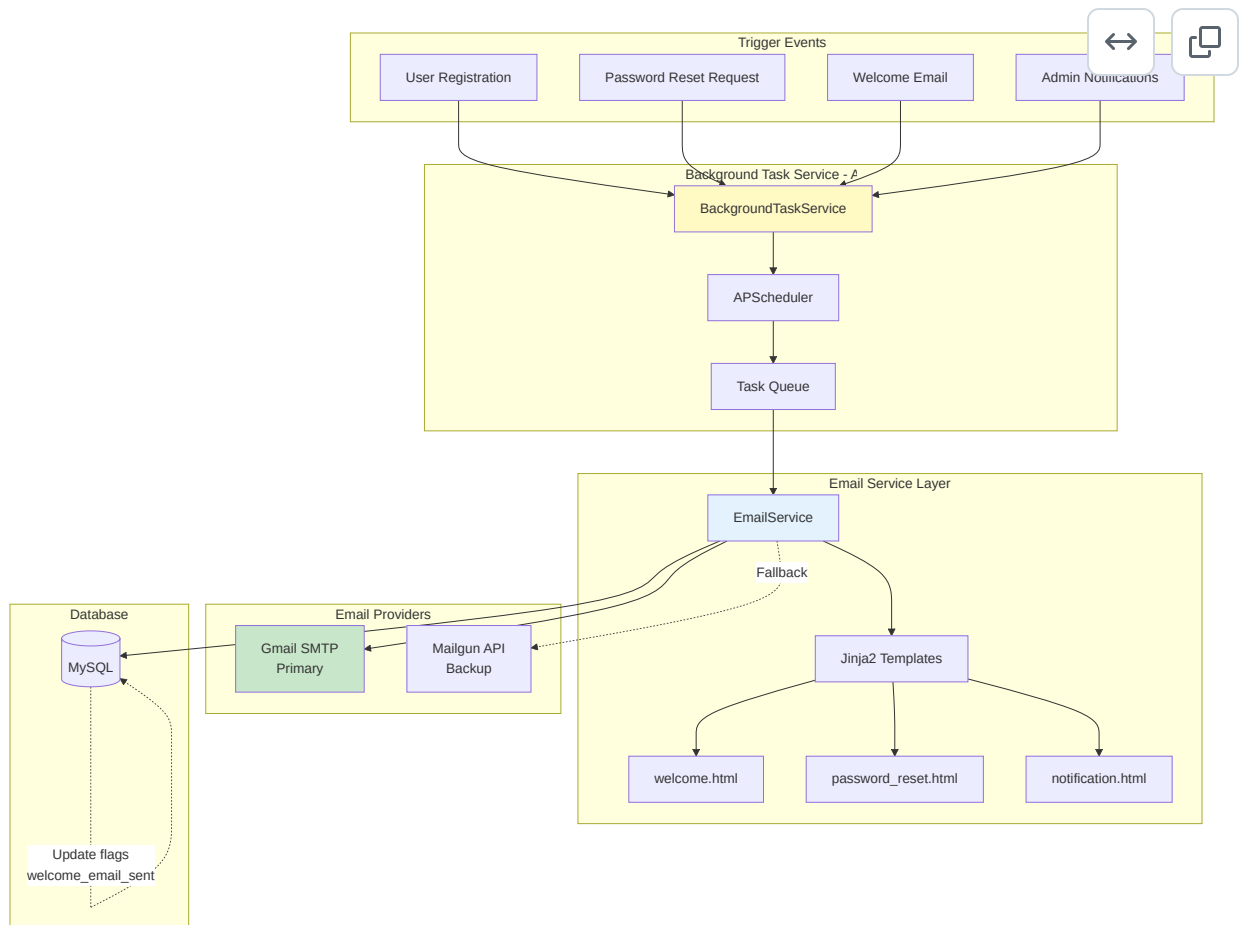 Trigger Events
User Registration
Password Reset Request
Welcome Email
Admin Notifications
Background Task Service -
BackgroundTaskService
APScheduler
Task Queue
Email Service Layer
EmailService
Fallback
Database
Email Providers
MySQL
Gmail SMTP
Primary
Mailgun API
Backup
Jinja2 Templates
welcome.html
password_reset.html
notification.html
Update flags
welcome_email_sent